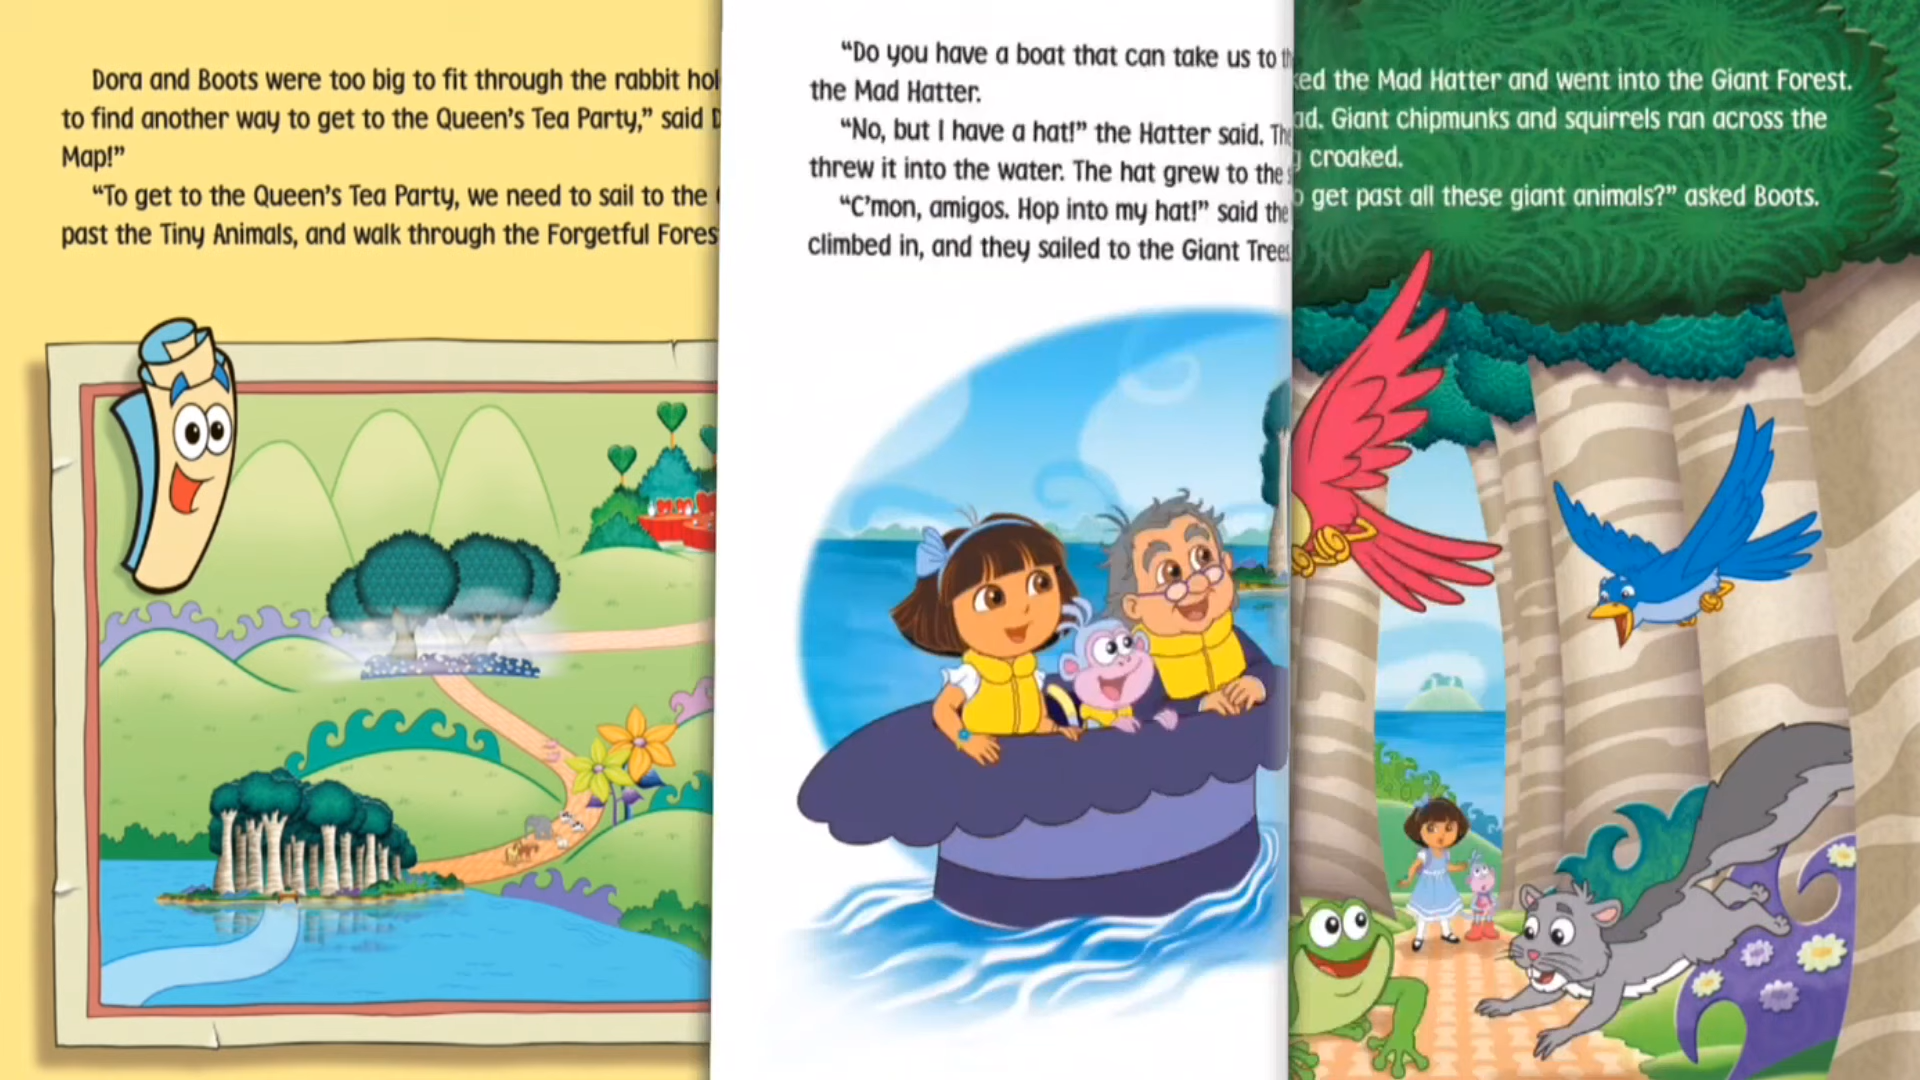 Dora and Boots were too big to fit through the rabbit
to find another way to get to the Queen's Tea Party,” said
Map!”
“To get to the Queen's Tea Party, we need to sail to the
past the Tiny Animals, and walk through the Forgetful
“Do you have a boat that can take us to
the Mad Hatter.
“No, but I have a hat!” the Hatter said.
threw it into the water. The hat grew to the
“C'mon, amigos. Hop into my hat!” said the
climbed in, and they sailed to the Giant
the Mad Hatter and went into the Giant Forest.
Giant chipmunks and squirrels ran across the
croaked.
get past all these giant animals?” asked Boots.